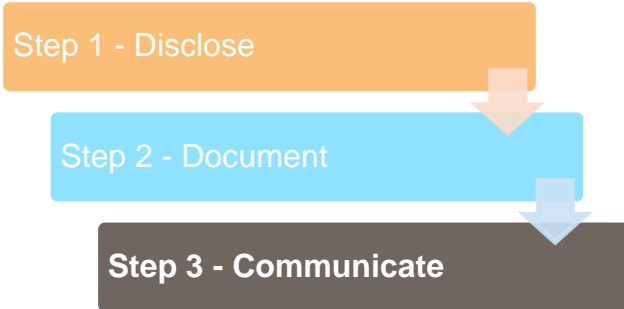 Step 1 - Disclose
Step 2 - Document
Step 3 - Communicate